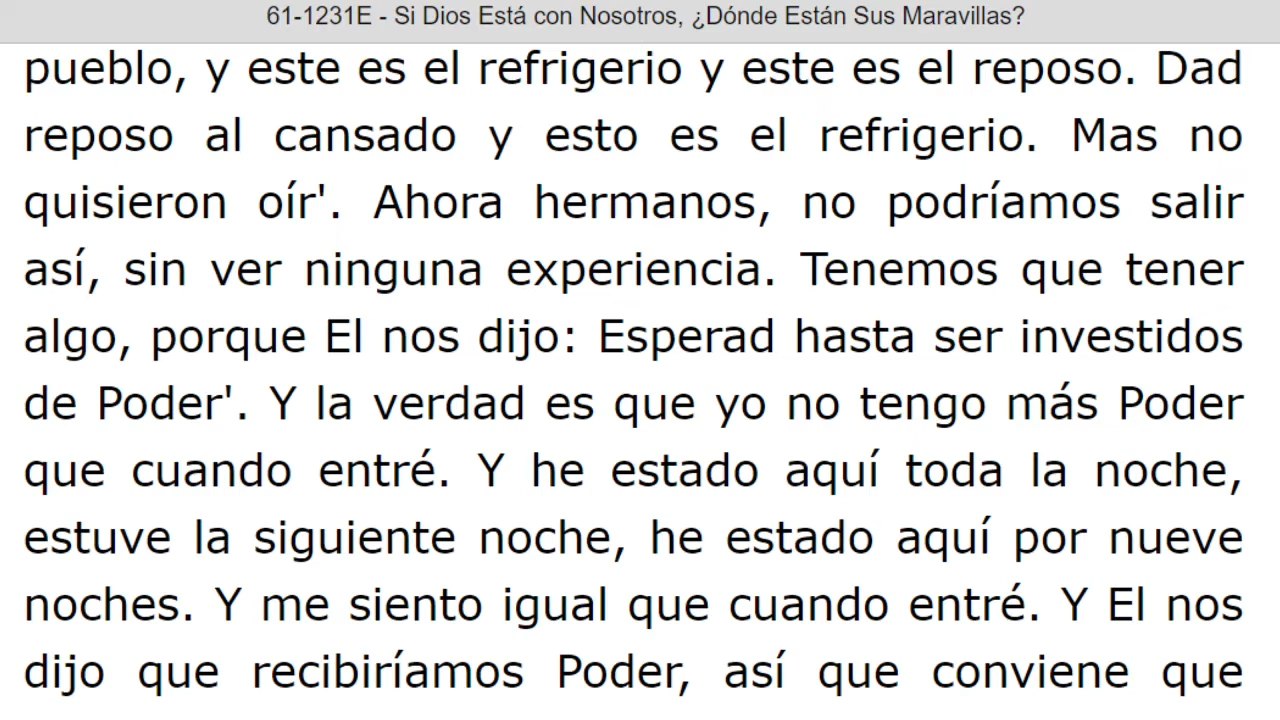 61-1231E - Si Dios Está con Nosotros, ¿Dónde Están Sus Maravillas?
pueblo, y este es el refrigerio y este es el reposo. Dad
reposo al cansado y esto es el refrigerio. Mas no
quisieron oír'. Ahora hermanos, no podríamos salir
así, sin ver ninguna experiencia. Tenemos que tener
algo, porque El nos dijo: Esperad hasta ser investidos
de Poder'. Y la verdad es que yo no tengo más Poder
que cuando entré. Y he estado aquí toda la noche,
estuve la siguiente noche, he estado aquí por nueve
noches. Y me siento igual que cuando entré. Y El nos
dijo que recibiríamos Poder, así que conviene que